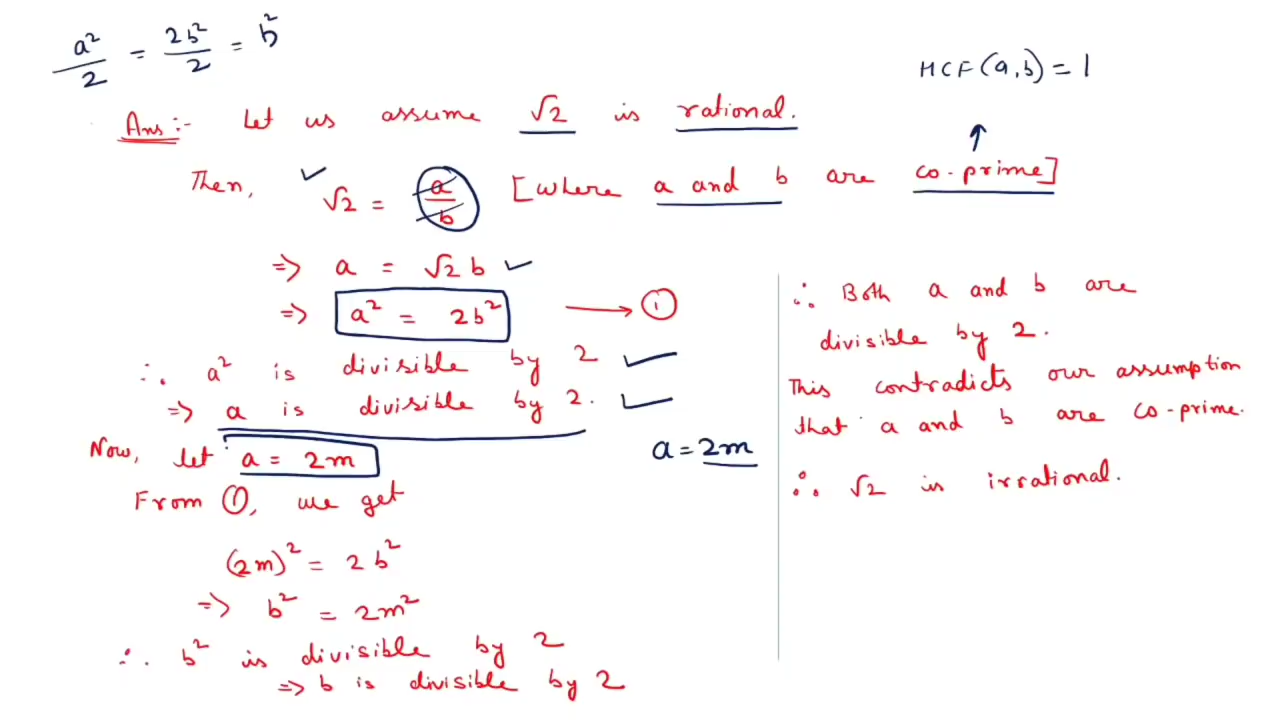 a²/2 = 2b²/2 = b²
HCF(a,b) = 1
Ans :- Let us assume √2 is rational.
Then, √2 = a/b [where a and b are co-prime]
=> a = √2 b
=> a² = 2b² → ①
∴ a² is divisible by 2
=> a is divisible by 2.
Now, let a = 2m
a = 2m
From ①, we get
(2m)² = 2b²
=> b² = 2m²
∴ b² is divisible by 2
=> b is divisible by 2
∴ Both a and b are
divisible by 2.
This contradicts our assumption
that a and b are co-prime.
∴ √2 is irrational.